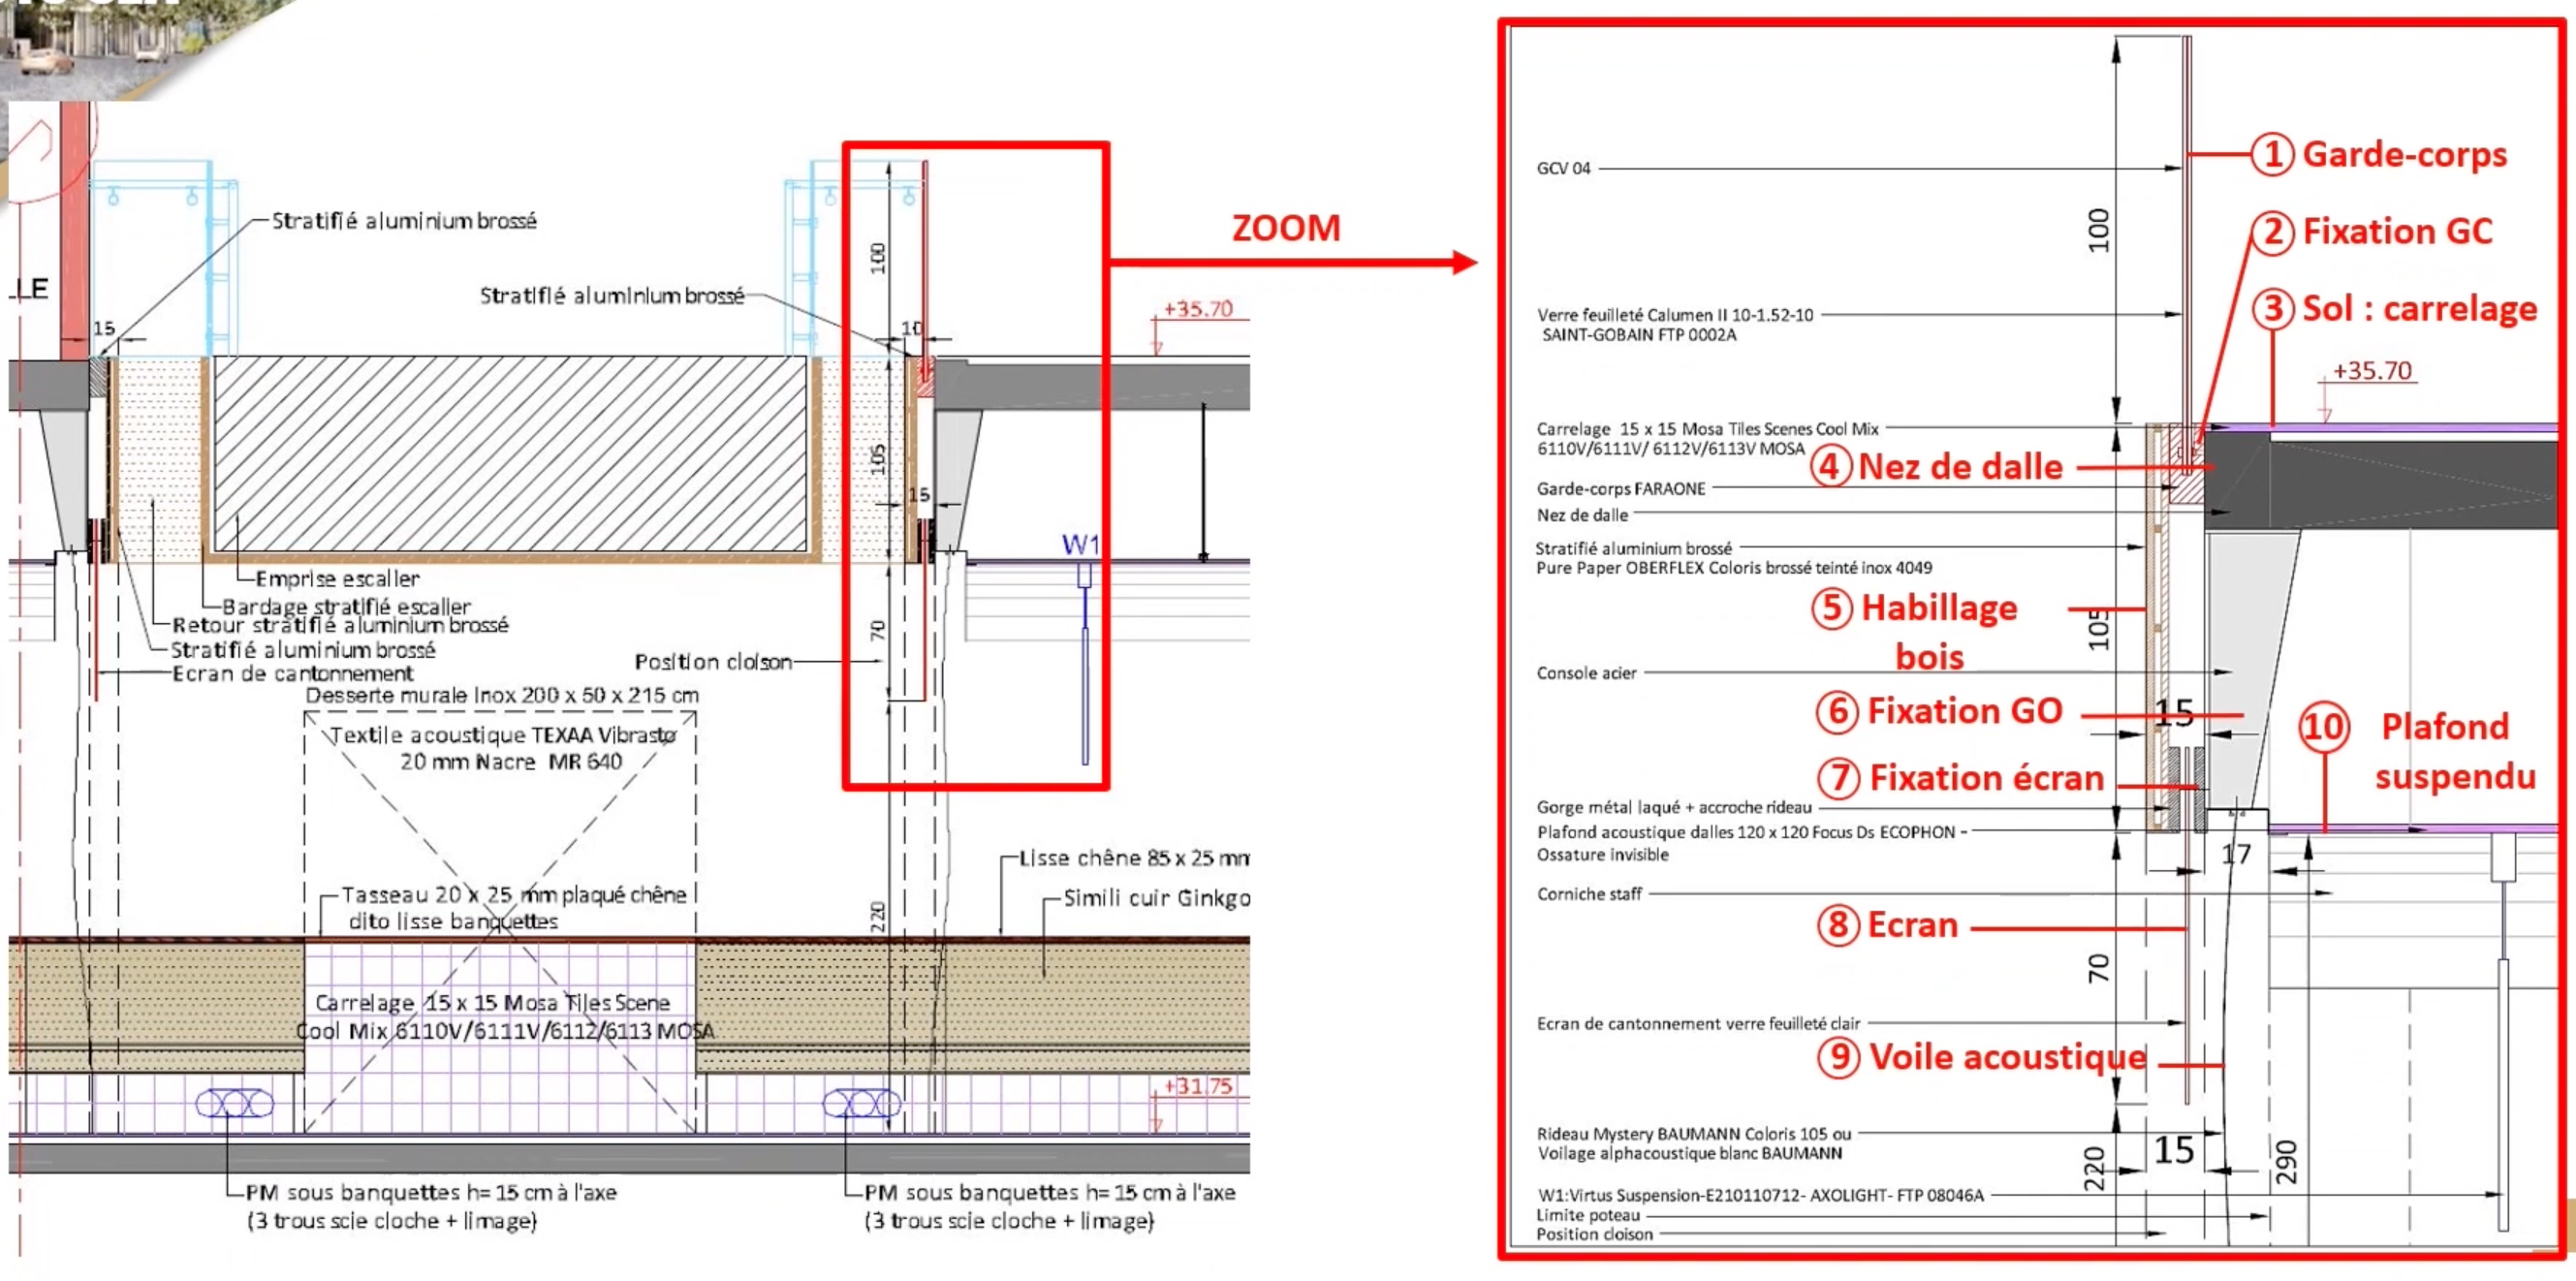 LE
Stratifié aluminium brossé
Stratifié aluminium brossé
15
10
100
+35.70
105
15
W1
Emprise escalier
Bardage stratifié escalier
Retour stratifié aluminium brossé
Stratifié aluminium brossé
Ecran de cantonnement
Position cloison
70
Desserte murale Inox 200 x 50 x 215 cm
Textile acoustique TEXAA Vibrasto
20 mm Nacre MR 640
Lisse chêne 85 x 25 mm
Tasseau 20 x 25 mm plaqué chêne
dito lisse banquettes
Simili cuir Ginkgo
220
Carrelage 15 x 15 Mosa Tiles Scene
Cool Mix 6110V/6111V/6112/6113 MOSA
+31.75
PM sous banquettes h= 15 cm à l'axe
(3 trous scie cloche + limage)
PM sous banquettes h= 15 cm à l'axe
(3 trous scie cloche + limage)
ZOOM
1 Garde-corps
GCV 04
100
2 Fixation GC
3 Sol : carrelage
Verre feuilleté Calumen II 10-1.52-10
SAINT-GOBAIN FTP 0002A
+35.70
Carrelage 15 x 15 Mosa Tiles Scenes Cool Mix
6110V/6111V/ 6112V/6113V MOSA
4 Nez de dalle
Garde-corps FARAONE
Nez de dalle
Stratifié aluminium brossé
Pure Paper OBERFLEX Coloris brossé teinté inox 4049
5 Habillage
bois
105
Console acier
6 Fixation GO
15
10 Plafond
suspendu
7 Fixation écran
Gorge métal laqué + accroche rideau
Plafond acoustique dalles 120 x 120 Focus Ds ECOPHON -
Ossature invisible
17
Corniche staff
8 Ecran
70
Ecran de cantonnement verre feuilleté clair
9 Voile acoustique
Rideau Mystery BAUMANN Coloris 105 ou
Voilage alphacoustique blanc BAUMANN
220
15
290
W1:Virtus Suspension-E210110712- AXOLIGHT- FTP 08046A
Limite poteau
Position cloison